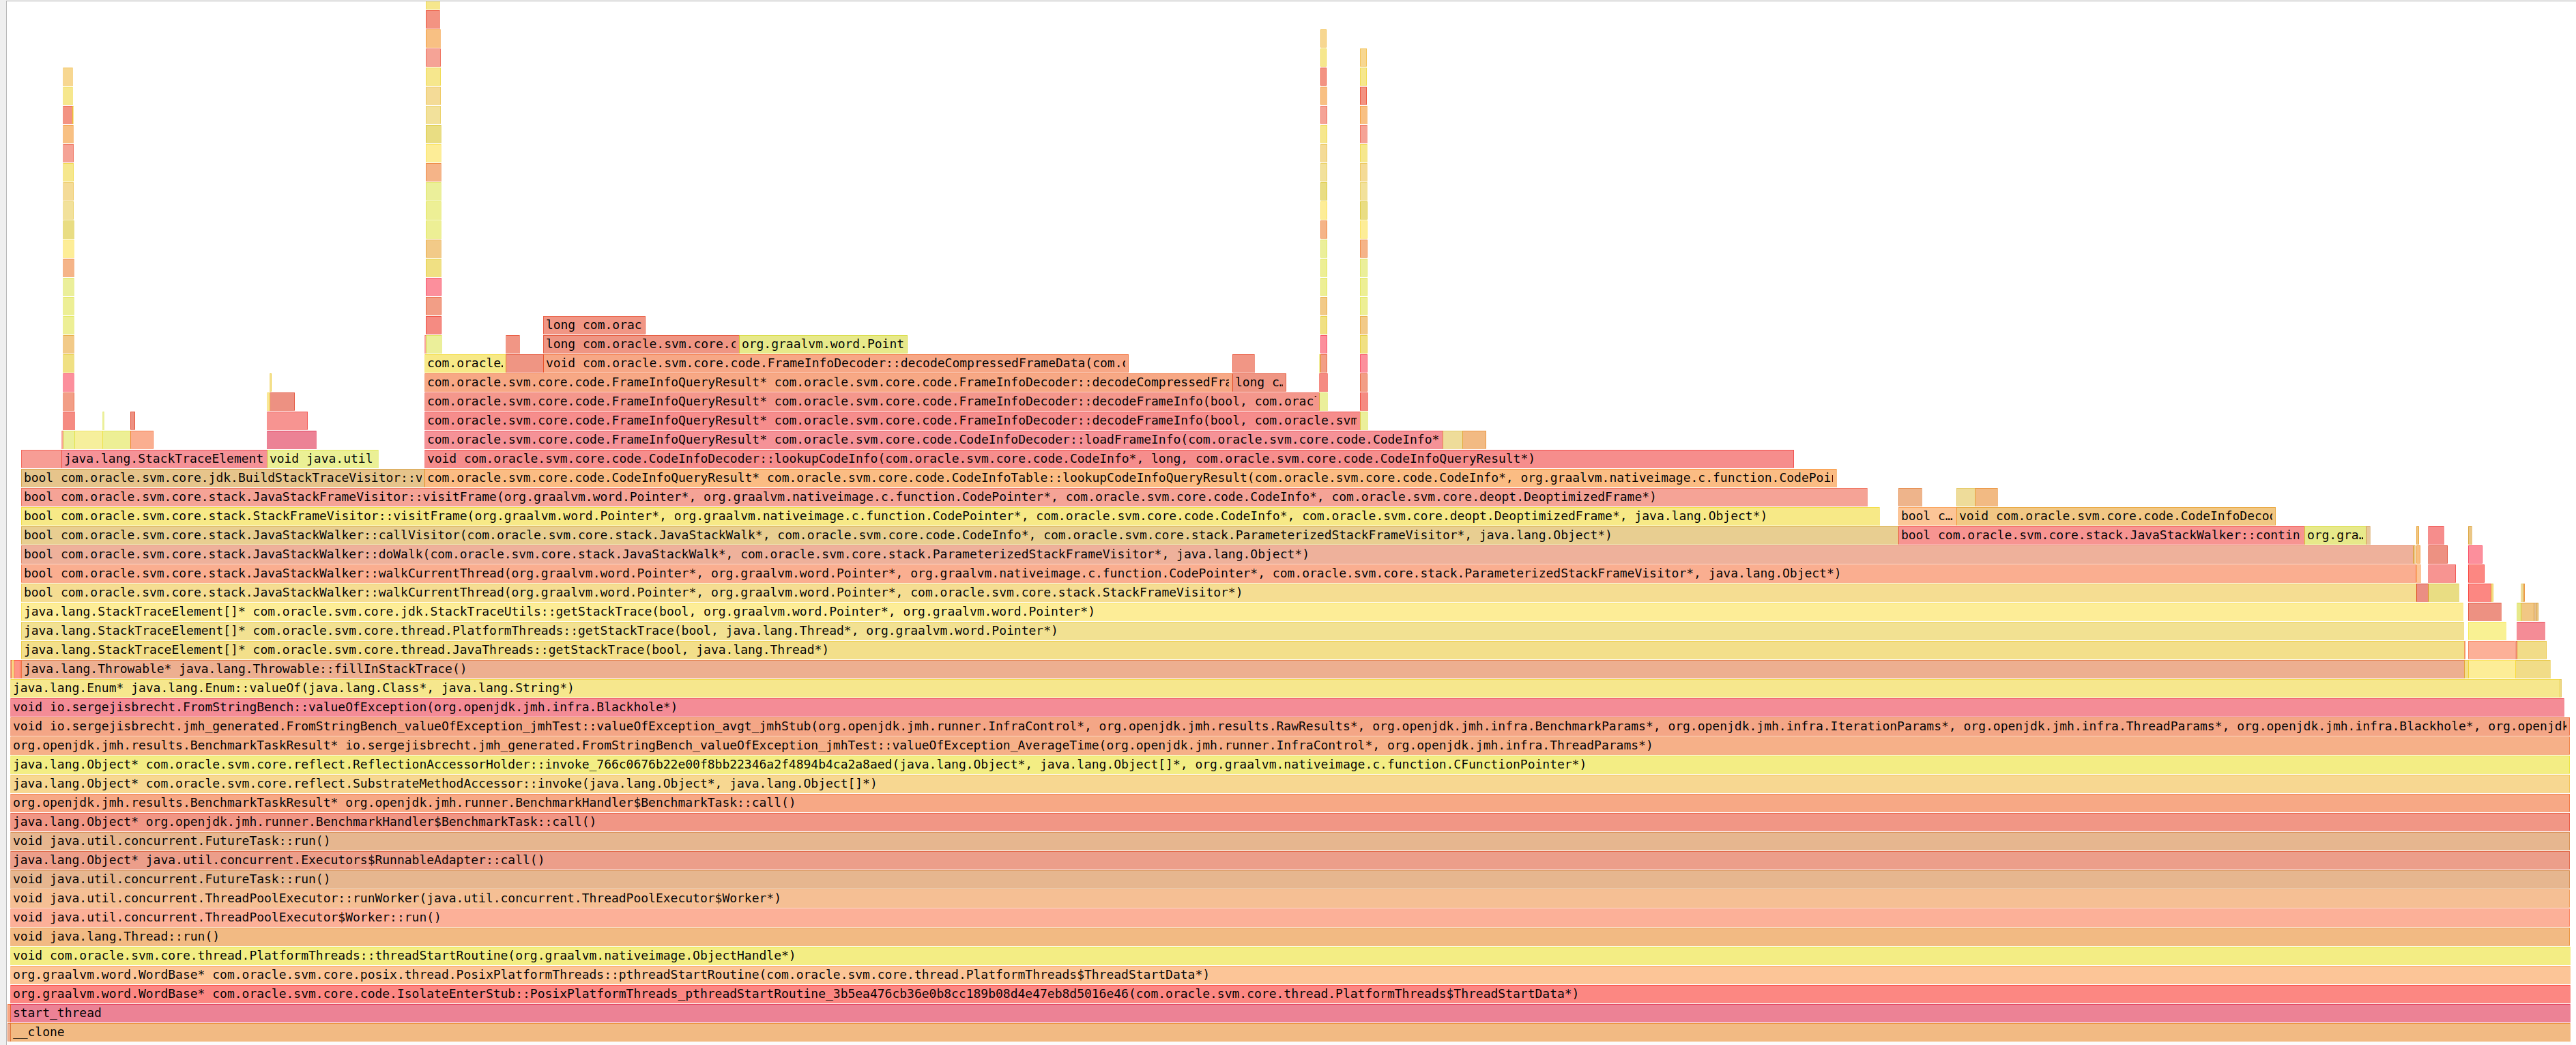 long com.orac
long com.oracle.svm.core.c org.graalvm.word.Point
com.oracle. void com.oracle.svm.core.code.FrameInfoDecoder::decodeCompressedFrameData(com.c
com.oracle.svm.core.code.FrameInfoQueryResult* com.oracle.svm.core.code.FrameInfoDecoder::decodeCompressedFra long c…
com.oracle.svm.core.code.FrameInfoQueryResult* com.oracle.svm.core.code.FrameInfoDecoder::decodeFrameInfo(bool, com.oracl
com.oracle.svm.core.code.FrameInfoQueryResult* com.oracle.svm.core.code.FrameInfoDecoder::decodeFrameInfo(bool, com.oracle.svm
com.oracle.svm.core.code.FrameInfoQueryResult* com.oracle.svm.core.code.CodeInfoDecoder::loadFrameInfo(com.oracle.svm.core.code.CodeInfo*
java.lang.StackTraceElement void java.util void com.oracle.svm.core.code.CodeInfoDecoder::lookupCodeInfo(com.oracle.svm.core.code.CodeInfo*, long, com.oracle.svm.core.code.CodeInfoQueryResult*)
bool com.oracle.svm.core.jdk.BuildStackTraceVisitor::v com.oracle.svm.core.code.CodeInfoQueryResult* com.oracle.svm.core.code.CodeInfoTable::lookupCodeInfoQueryResult(com.oracle.svm.core.code.CodeInfo*, org.graalvm.nativeimage.c.function.CodePoin
bool com.oracle.svm.core.stack.JavaStackFrameVisitor::visitFrame(org.graalvm.word.Pointer*, org.graalvm.nativeimage.c.function.CodePointer*, com.oracle.svm.core.code.CodeInfo*, com.oracle.svm.core.deopt.DeoptimizedFrame*)
bool com.oracle.svm.core.stack.StackFrameVisitor::visitFrame(org.graalvm.word.Pointer*, org.graalvm.nativeimage.c.function.CodePointer*, com.oracle.svm.core.code.CodeInfo*, com.oracle.svm.core.deopt.DeoptimizedFrame*, java.lang.Object*) bool c… void com.oracle.svm.core.code.CodeInfoDecoc
bool com.oracle.svm.core.stack.JavaStackWalker::callVisitor(com.oracle.svm.core.stack.JavaStackWalk*, com.oracle.svm.core.code.CodeInfo*, com.oracle.svm.core.stack.ParameterizedStackFrameVisitor*, java.lang.Object*) bool com.oracle.svm.core.stack.JavaStackWalker::contin org.gra…
bool com.oracle.svm.core.stack.JavaStackWalker::doWalk(com.oracle.svm.core.stack.JavaStackWalk*, com.oracle.svm.core.stack.ParameterizedStackFrameVisitor*, java.lang.Object*)
bool com.oracle.svm.core.stack.JavaStackWalker::walkCurrentThread(org.graalvm.word.Pointer*, org.graalvm.word.Pointer*, org.graalvm.nativeimage.c.function.CodePointer*, com.oracle.svm.core.stack.ParameterizedStackFrameVisitor*, java.lang.Object*)
bool com.oracle.svm.core.stack.JavaStackWalker::walkCurrentThread(org.graalvm.word.Pointer*, org.graalvm.word.Pointer*, com.oracle.svm.core.stack.StackFrameVisitor*)
java.lang.StackTraceElement[]* com.oracle.svm.core.jdk.StackTraceUtils::getStackTrace(bool, org.graalvm.word.Pointer*, org.graalvm.word.Pointer*)
java.lang.StackTraceElement[]* com.oracle.svm.core.thread.PlatformThreads::getStackTrace(bool, java.lang.Thread*, org.graalvm.word.Pointer*)
java.lang.StackTraceElement[]* com.oracle.svm.core.thread.JavaThreads::getStackTrace(bool, java.lang.Thread*)
java.lang.Throwable* java.lang.Throwable::fillInStackTrace()
java.lang.Enum* java.lang.Enum::valueOf(java.lang.Class*, java.lang.String*)
void io.sergejisbrecht.FromStringBench::valueOfException(org.openjdk.jmh.infra.Blackhole*)
void io.sergejisbrecht.jmh_generated.FromStringBench_valueOfException_jmhTest::valueOfException_avgt_jmhStub(org.openjdk.jmh.runner.InfraControl*, org.openjdk.jmh.results.RawResults*, org.openjdk.jmh.infra.BenchmarkParams*, org.openjdk.jmh.infra.IterationParams*, org.openjdk.jmh.infra.ThreadParams*, org.openjdk.jmh.infra.Blackhole*, org.openjdk
org.openjdk.jmh.results.BenchmarkTaskResult* io.sergejisbrecht.jmh_generated.FromStringBench_valueOfException_jmhTest::valueOfException_AverageTime(org.openjdk.jmh.runner.InfraControl*, org.openjdk.jmh.infra.ThreadParams*)
java.lang.Object* com.oracle.svm.core.reflect.ReflectionAccessorHolder::invoke_766c0676b22e00f8bb22346a2f4894b4ca2a8aed(java.lang.Object*, java.lang.Object[]*, org.graalvm.nativeimage.c.function.CFunctionPointer*)
java.lang.Object* com.oracle.svm.core.reflect.SubstrateMethodAccessor::invoke(java.lang.Object*, java.lang.Object[]*)
org.openjdk.jmh.results.BenchmarkTaskResult* org.openjdk.jmh.runner.BenchmarkHandler$BenchmarkTask::call()
java.lang.Object* org.openjdk.jmh.runner.BenchmarkHandler$BenchmarkTask::call()
void java.util.concurrent.FutureTask::run()
java.lang.Object* java.util.concurrent.Executors$RunnableAdapter::call()
void java.util.concurrent.FutureTask::run()
void java.util.concurrent.ThreadPoolExecutor::runWorker(java.util.concurrent.ThreadPoolExecutor$Worker*)
void java.util.concurrent.ThreadPoolExecutor$Worker::run()
void java.lang.Thread::run()
void com.oracle.svm.core.thread.PlatformThreads::threadStartRoutine(org.graalvm.nativeimage.ObjectHandle*)
org.graalvm.word.WordBase* com.oracle.svm.core.posix.thread.PosixPlatformThreads::pthreadStartRoutine(com.oracle.svm.core.thread.PlatformThreads$ThreadStartData*)
org.graalvm.word.WordBase* com.oracle.svm.core.code.IsolateEnterStub::PosixPlatformThreads_pthreadStartRoutine_3b5ea476cb36e0b8cc189b08d4e47eb8d5016e46(com.oracle.svm.core.thread.PlatformThreads$ThreadStartData*)
start_thread
__clone